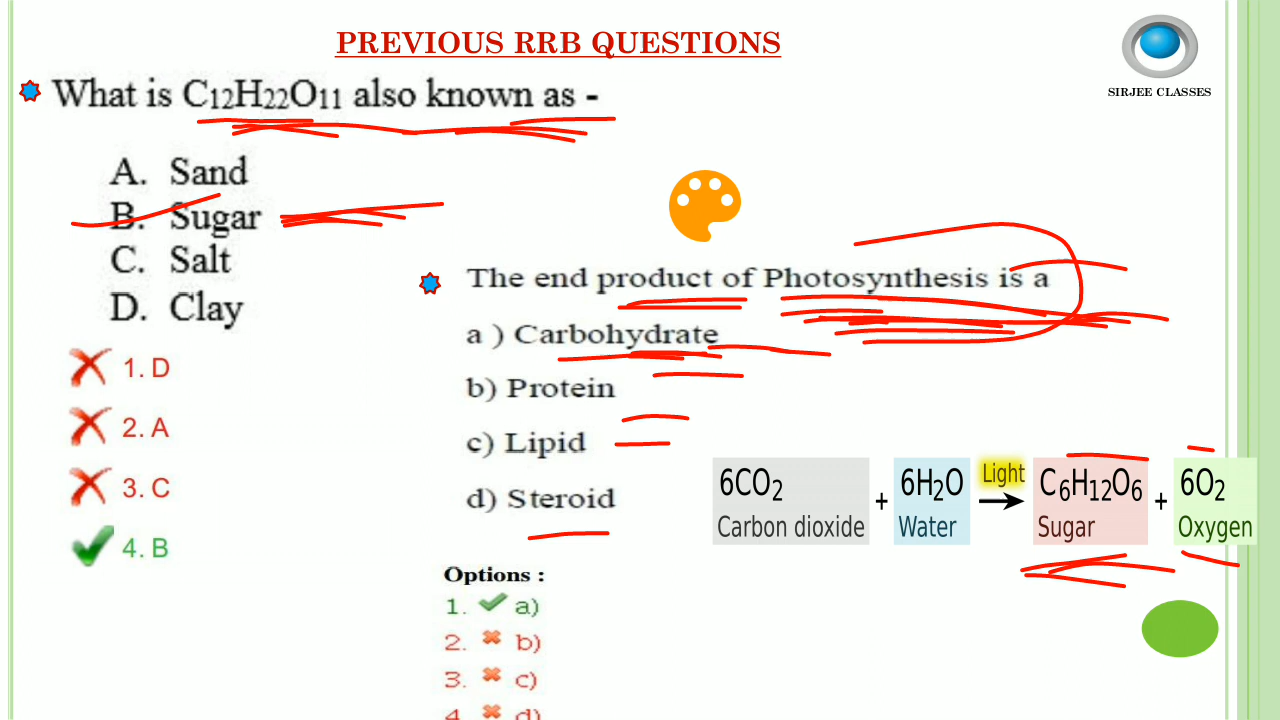 PREVIOUS RRB QUESTIONS
SIRJEE CLASSES
What is C12H22O11 also known as -
A. Sand
B. Sugar
C. Salt
D. Clay
1. D
2. A
3. C
4. B
The end product of Photosynthesis is a
a ) Carbohydrate
b) Protein
c) Lipid
d) Steroid
6CO2 + 6H2O Light C6H12O6 + 6O2
Carbon dioxide Water Sugar Oxygen
Options :
1. a)
2. b)
3. c)
4. d)